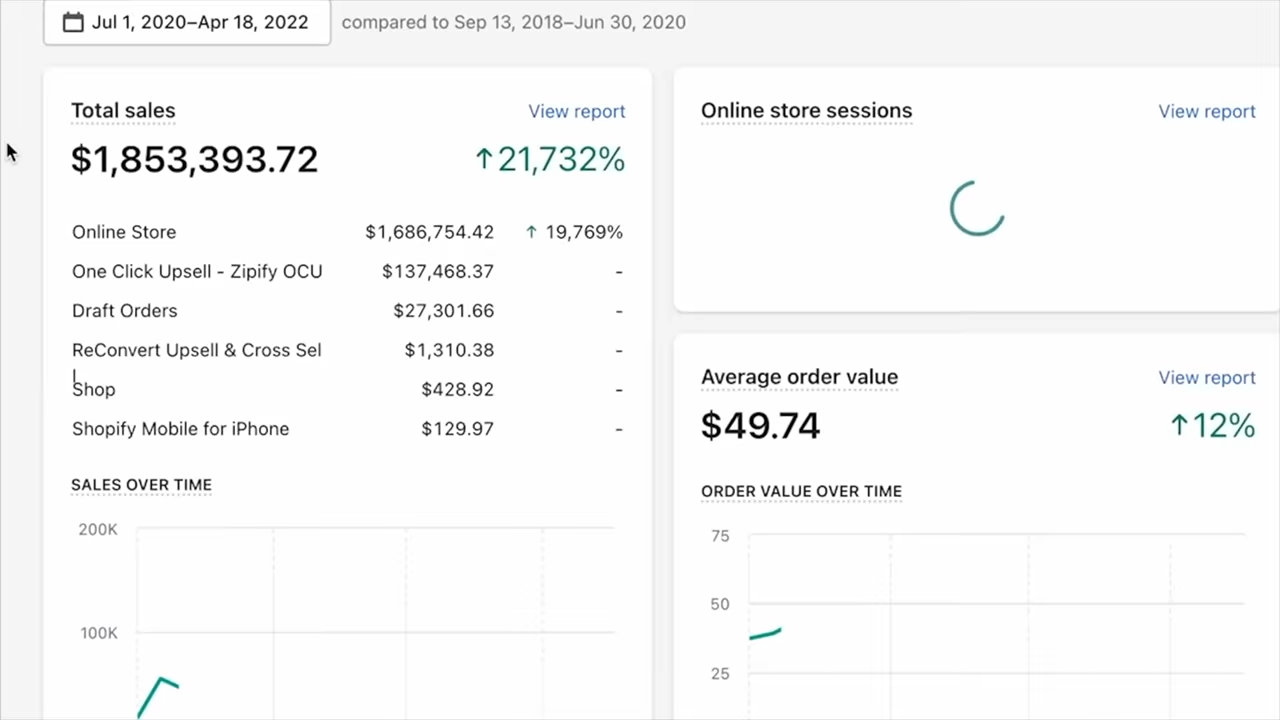 Jul 1, 2020–Apr 18, 2022 compared to Sep 13, 2018–Jun 30, 2020
Total sales View report
$1,853,393.72 ↑21,732%
Online Store $1,686,754.42 ↑ 19,769%
One Click Upsell - Zipify OCU $137,468.37 -
Draft Orders $27,301.66 -
ReConvert Upsell & Cross Sel $1,310.38 -
l
Shop $428.92 -
Shopify Mobile for iPhone $129.97 -
SALES OVER TIME
200K
100K
Online store sessions View report
Average order value View report
$49.74 ↑12%
ORDER VALUE OVER TIME
75
50
25